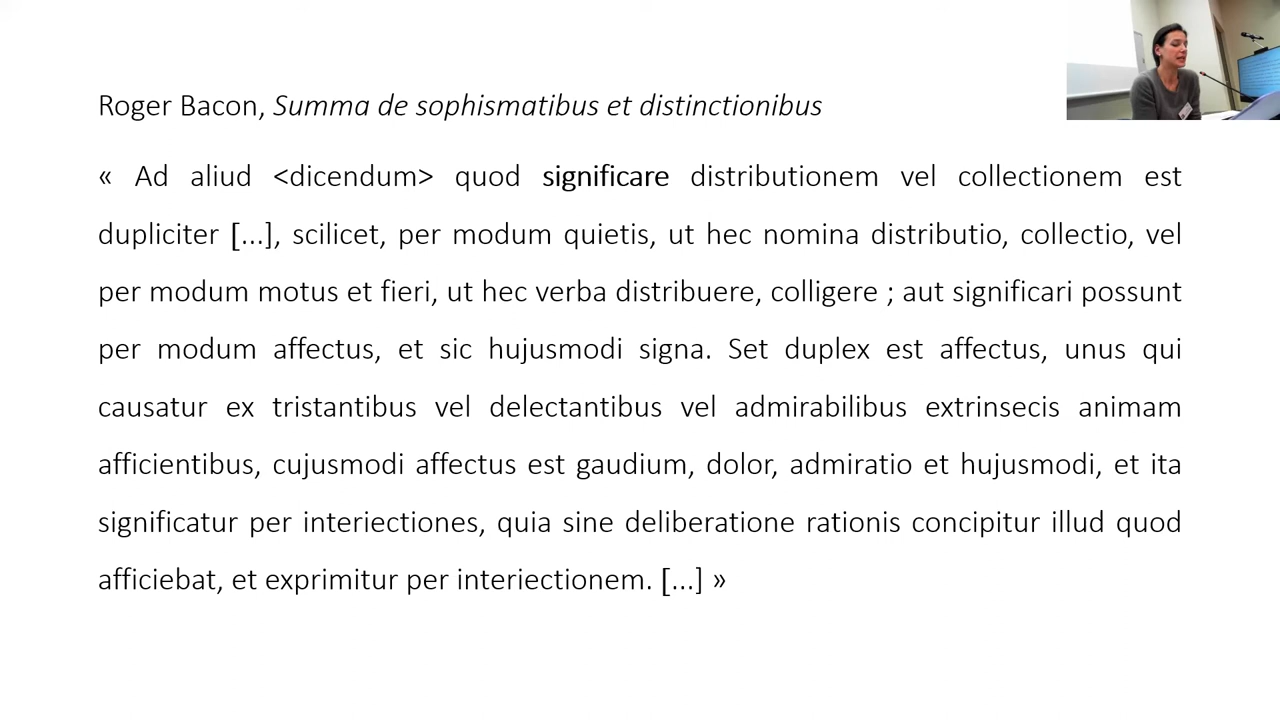 Roger Bacon, Summa de sophismatibus et distinctionibus
« Ad aliud <dicendum> quod significare distributionem vel collectionem est
dupliciter [...], scilicet, per modum quietis, ut hec nomina distributio, collectio, vel
per modum motus et fieri, ut hec verba distribuere, colligere ; aut significari possunt
per modum affectus, et sic hujusmodi signa. Set duplex est affectus, unus qui
causatur ex tristantibus vel delectantibus vel admirabilibus extrinsecis animam
afficientibus, cujusmodi affectus est gaudium, dolor, admiratio et hujusmodi, et ita
significatur per interiectiones, quia sine deliberatione rationis concipitur illud quod
afficiebat, et exprimitur per interiectionem. [...] »